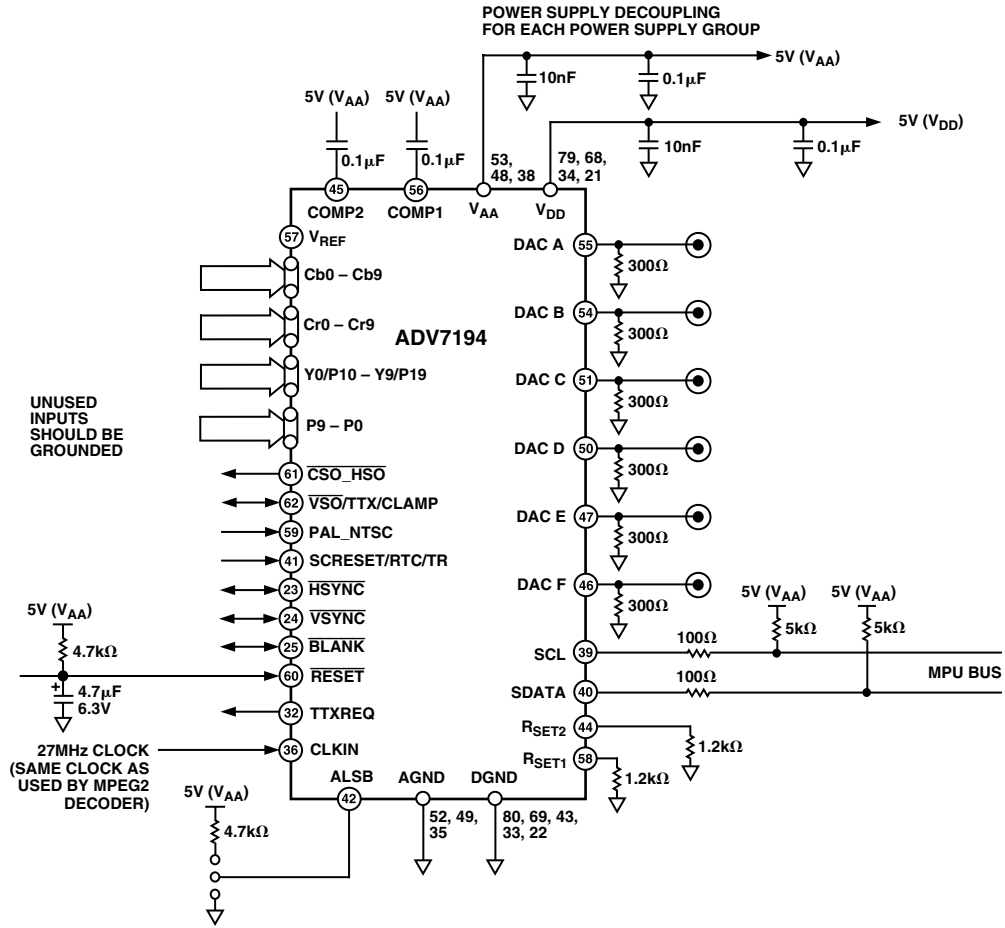 POWER SUPPLY DECOUPLING
FOR EACH POWER SUPPLY GROUP
5V (VAA)
10nF
0.1µF
5V (VAA)
5V (VAA)
5V (VDD)
10nF
0.1µF
0.1µF
0.1µF
53,
48, 38
79, 68,
34, 21
45
56
COMP2
COMP1
VAA
VDD
57
VREF
Cb0 – Cb9
Cr0 – Cr9
Y0/P10 – Y9/P19
P9 – P0
ADV7194
UNUSED
INPUTS
SHOULD BE
GROUNDED
DAC A
55
300Ω
DAC B
54
300Ω
DAC C
51
300Ω
DAC D
50
300Ω
DAC E
47
300Ω
DAC F
46
300Ω
61
CSO_HSO
62
VSO/TTX/CLAMP
59
PAL_NTSC
41
SCRESET/RTC/TR
23
HSYNC
24
VSYNC
25
BLANK
60
RESET
32
TTXREQ
36
CLKIN
5V (VAA)
4.7kΩ
+
4.7µF
6.3V
27MHz CLOCK
(SAME CLOCK AS
USED BY MPEG2
DECODER)
5V (VAA)
5V (VAA)
5kΩ
5kΩ
SCL
39
100Ω
MPU BUS
SDATA
40
100Ω
RSET2
44
1.2kΩ
RSET1
58
1.2kΩ
ALSB
42
AGND
52, 49,
35
DGND
80, 69, 43,
33, 22
5V (VAA)
4.7kΩ